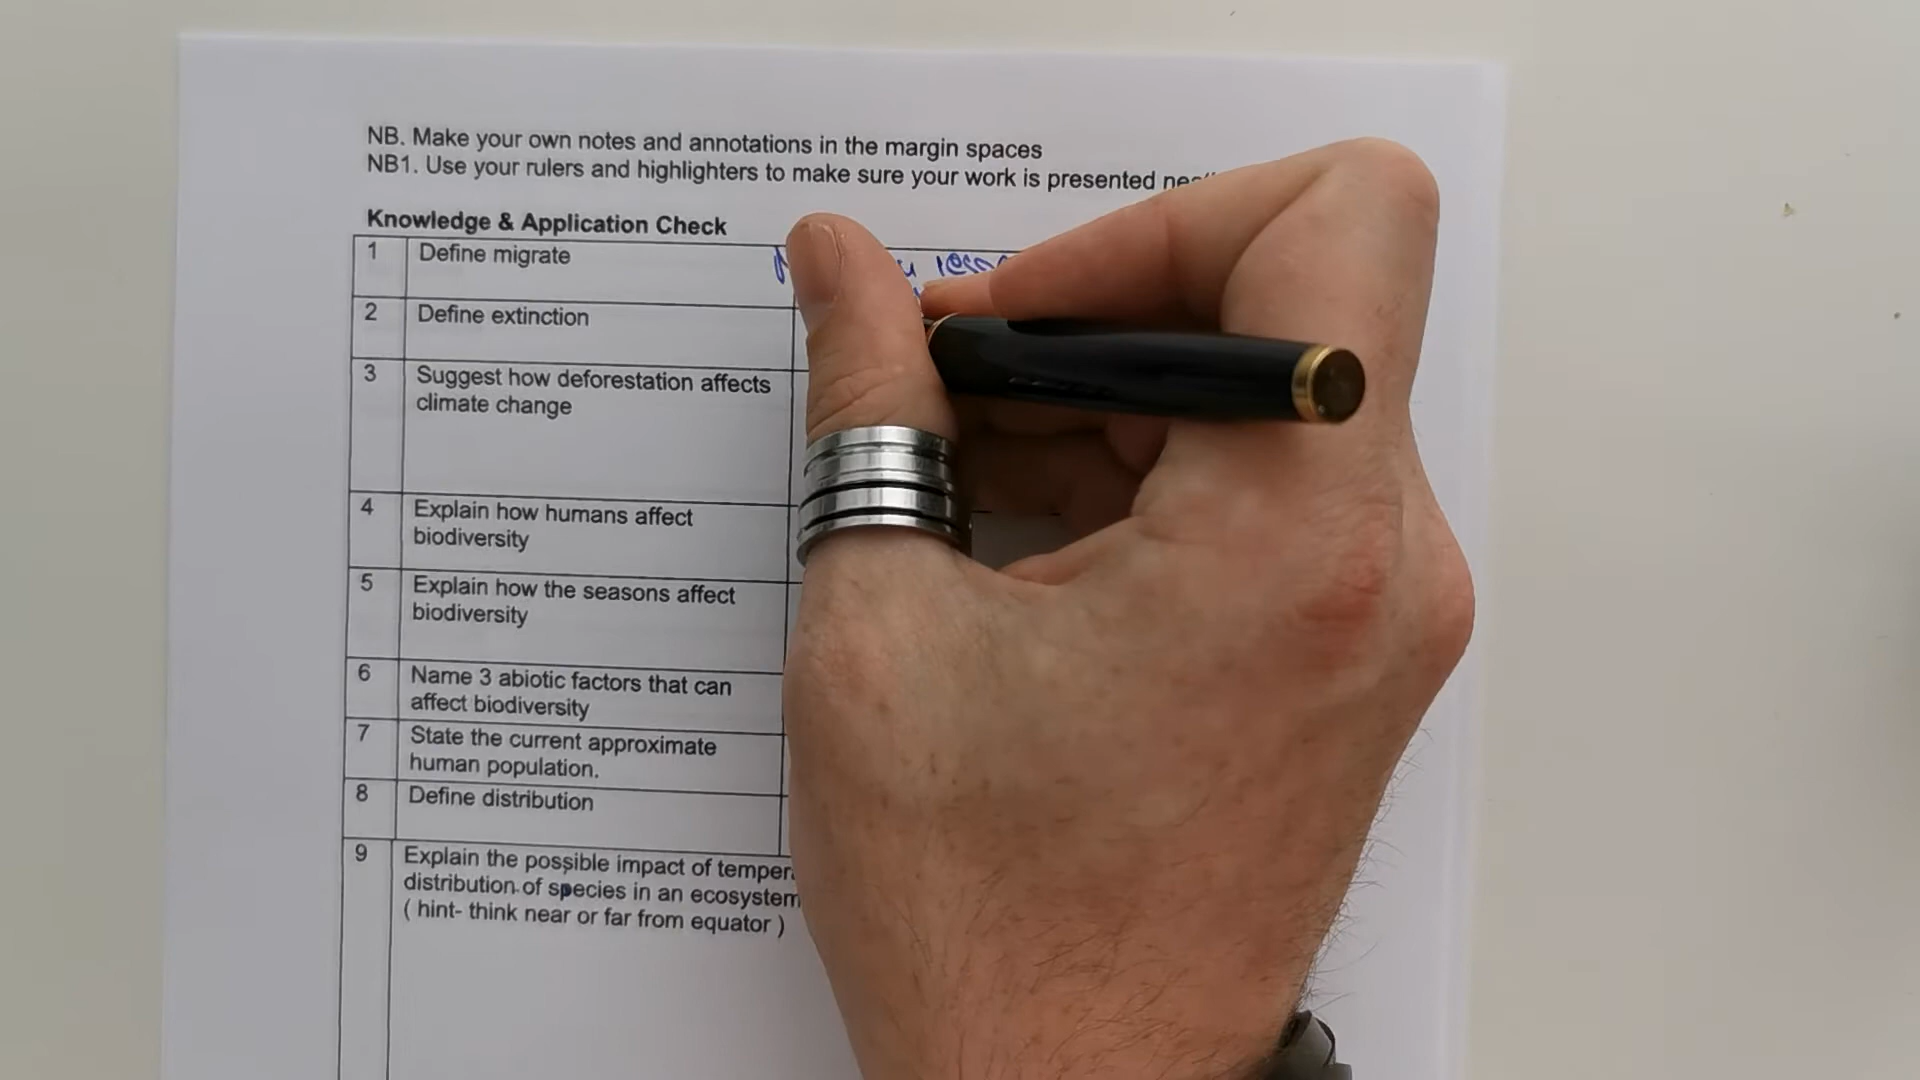 NB. Make your own notes and annotations in the margin spaces
NB1. Use your rulers and highlighters to make sure your work is presented
Knowledge & Application Check
1 Define migrate
2 Define extinction
3 Suggest how deforestation affects
climate change
4 Explain how humans affect
biodiversity
5 Explain how the seasons affect
biodiversity
6 Name 3 abiotic factors that can
affect biodiversity
7 State the current approximate
human population.
8 Define distribution
9 Explain the possible impact of
distribution of species in an ecosystem
( hint- think near or far from equator )